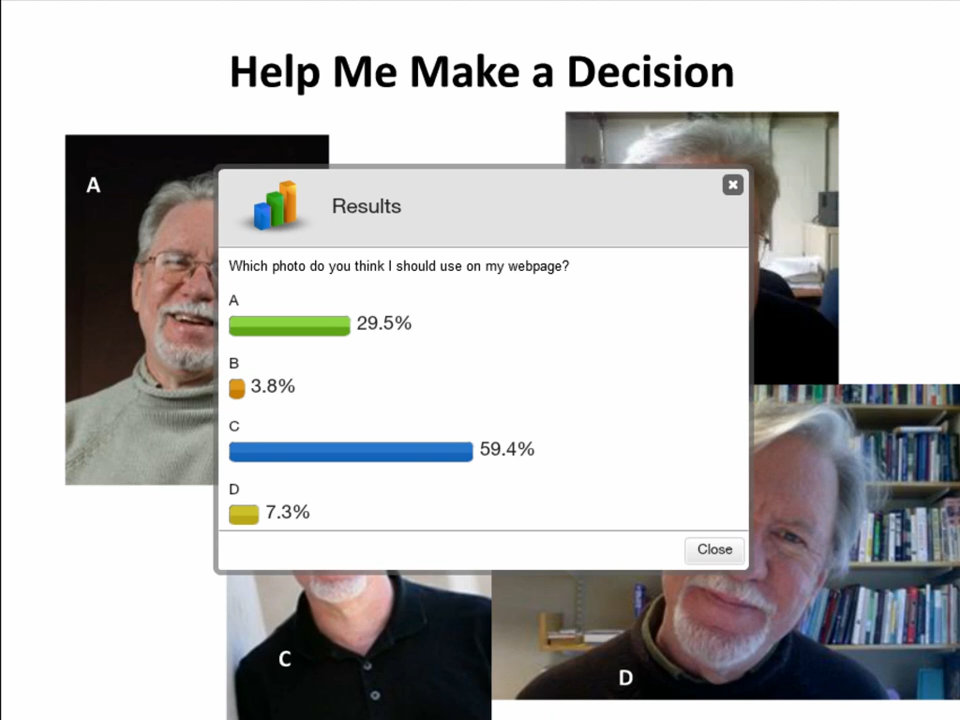 Help Me Make a Decision
A
Results
Which photo do you think I should use on my webpage?
A
29.5%
B
3.8%
C
59.4%
D
7.3%
Close
C
D